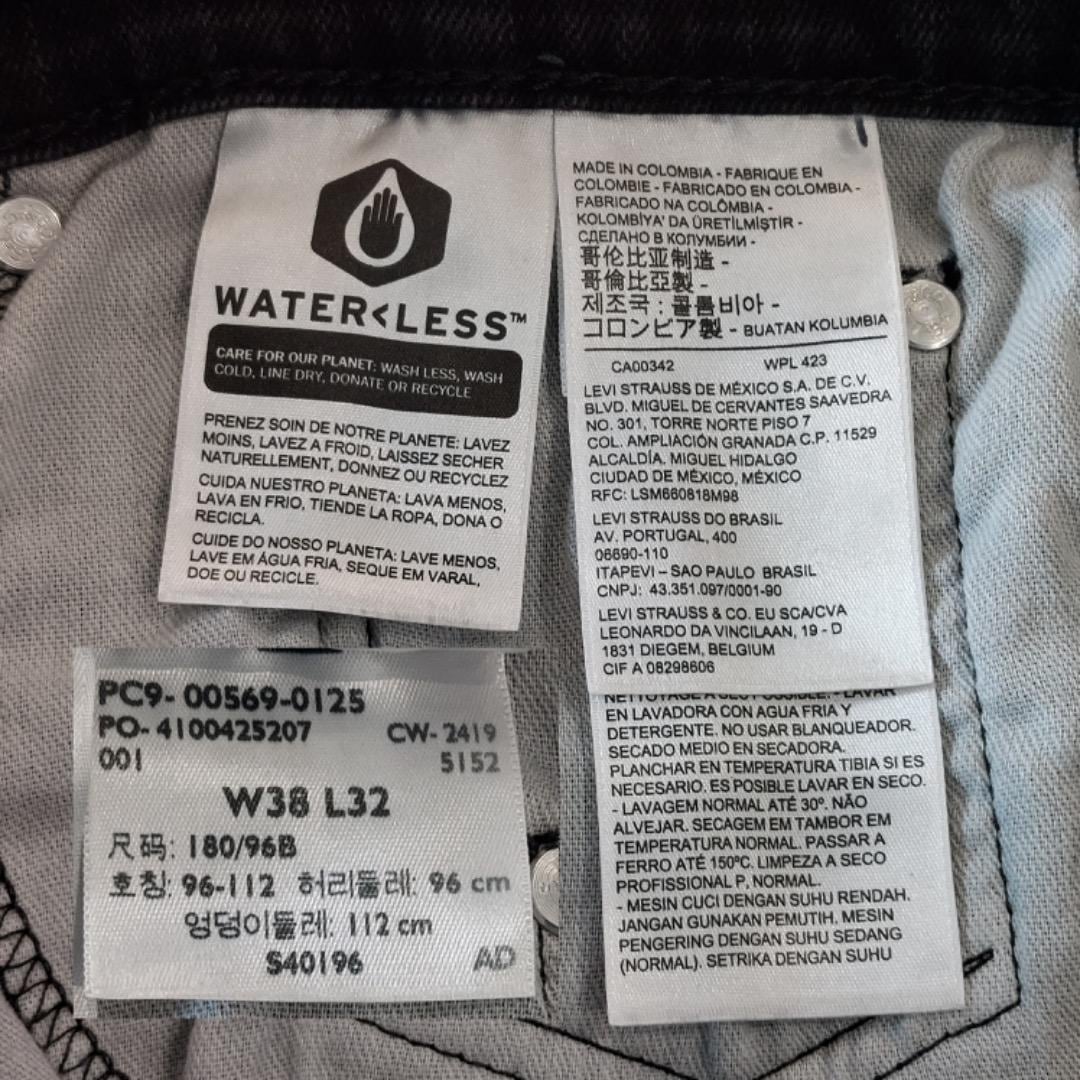 WATER<LESS™
CARE FOR OUR PLANET: WASH LESS, WASH
COLD, LINE DRY, DONATE OR RECYCLE
PRENEZ SOIN DE NOTRE PLANETE: LAVEZ
MOINS, LAVEZ A FROID, LAISSEZ SECHER
NATURELLEMENT, DONNEZ OU RECYCLEZ
CUIDA NUESTRO PLANETA: LAVA MENOS,
LAVA EN FRIO, TIENDE LA ROPA, DONA O
RECICLA.
CUIDE DO NOSSO PLANETA: LAVE MENOS,
LAVE EM ÁGUA FRIA, SEQUE EM VARAL,
DOE OU RECICLE.
MADE IN COLOMBIA - FABRIQUE EN
COLOMBIE - FABRICADO EN COLOMBIA -
FABRICADO NA COLÔMBIA -
KOLOMBİYA' DA ÜRETILMIŞTIR -
СДЕЛАНО В КОЛУМБИИ -
哥伦比亚制造 -
哥倫比亞製 -
제조국 : 콜롬비아 -
コロンビア製 - BUATAN KOLUMBIA
CA00342 WPL 423
LEVI STRAUSS DE MÉXICO S.A. DE C.V.
BLVD. MIGUEL DE CERVANTES SAAVEDRA
NO. 301, TORRE NORTE PISO 7
COL. AMPLIACIÓN GRANADA C.P. 11529
ALCALDÍA. MIGUEL HIDALGO
CIUDAD DE MÉXICO, MÉXICO
RFC: LSM660818M98
LEVI STRAUSS DO BRASIL
AV. PORTUGAL, 400
06690-110
ITAPEVI – SAO PAULO BRASIL
CNPJ: 43.351.097/0001-90
LEVI STRAUSS & CO. EU SCA/CVA
LEONARDO DA VINCILAAN, 19 - D
1831 DIEGEM, BELGIUM
CIF A 08298606
NETTOYAGE A SEC POSSIBLE. - LAVAR
EN LAVADORA CON AGUA FRIA Y
DETERGENTE. NO USAR BLANQUEADOR.
SECADO MEDIO EN SECADORA.
PLANCHAR EN TEMPERATURA TIBIA SI ES
NECESARIO. ES POSIBLE LAVAR EN SECO.
- LAVAGEM NORMAL ATÉ 30º. NÃO
ALVEJAR. SECAGEM EM TAMBOR EM
TEMPERATURA NORMAL. PASSAR A
FERRO ATÉ 150ºC. LIMPEZA A SECO
PROFISSIONAL P, NORMAL.
- MESIN CUCI DENGAN SUHU RENDAH.
JANGAN GUNAKAN PEMUTIH. MESIN
PENGERING DENGAN SUHU SEDANG
(NORMAL). SETRIKA DENGAN SUHU
PC9- 00569-0125
PO- 4100425207 CW- 2419
001 5152
W38 L32
尺码: 180/96B
호칭: 96-112 허리둘레: 96 cm
엉덩이둘레: 112 cm
S40196 AD